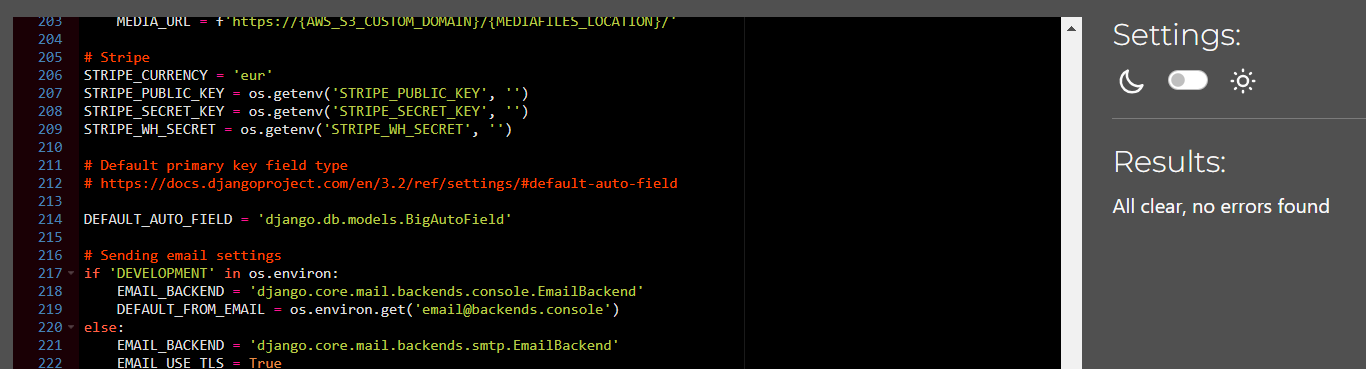 203 MEDIA_URL = f'https://{AWS_S3_CUSTOM_DOMAIN}/{MEDIAFILES_LOCATION}/'
204
205 # Stripe
206 STRIPE_CURRENCY = 'eur'
207 STRIPE_PUBLIC_KEY = os.getenv('STRIPE_PUBLIC_KEY', '')
208 STRIPE_SECRET_KEY = os.getenv('STRIPE_SECRET_KEY', '')
209 STRIPE_WH_SECRET = os.getenv('STRIPE_WH_SECRET', '')
210
211 # Default primary key field type
212 # https://docs.djangoproject.com/en/3.2/ref/settings/#default-auto-field
213
214 DEFAULT_AUTO_FIELD = 'django.db.models.BigAutoField'
215
216 # Sending email settings
217 if 'DEVELOPMENT' in os.environ:
218 EMAIL_BACKEND = 'django.core.mail.backends.console.EmailBackend'
219 DEFAULT_FROM_EMAIL = os.environ.get('email@backends.console')
220 else:
221 EMAIL_BACKEND = 'django.core.mail.backends.smtp.EmailBackend'
222 EMAIL_USE_TLS = True
Settings:
Results:
All clear, no errors found